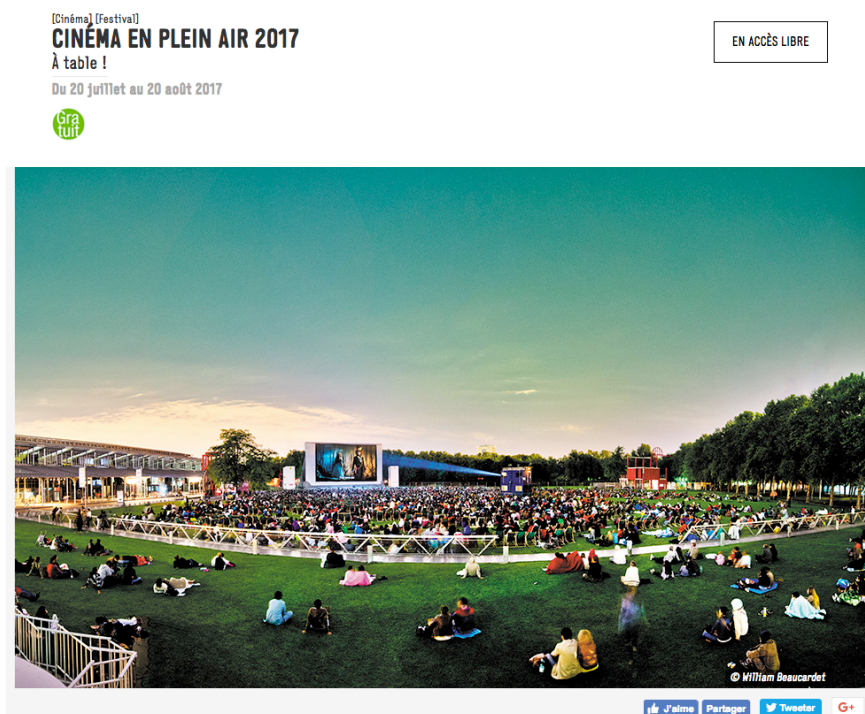 [Cinéma] [Festival]
CINÉMA EN PLEIN AIR 2017
EN ACCÈS LIBRE
À table !
Du 20 juillet au 20 août 2017
Gra
tuit
© William Beaucardet
J'aime Partager Tweeter G+